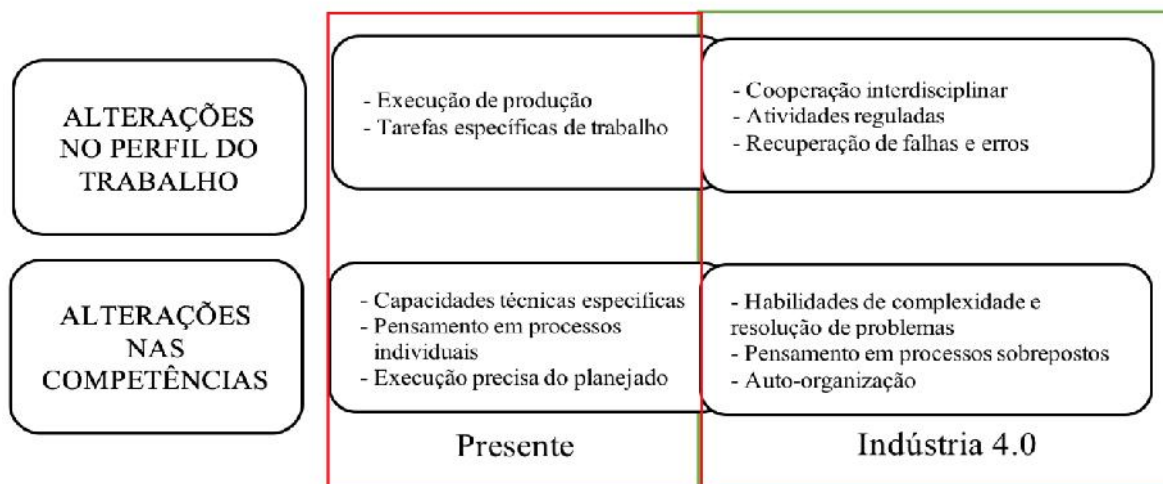 ALTERAÇÕES
NO PERFIL DO
TRABALHO
- Execução de produção
- Tarefas específicas de trabalho
- Cooperação interdisciplinar
- Atividades reguladas
- Recuperação de falhas e erros
ALTERAÇÕES
NAS
COMPETÊNCIAS
- Capacidades técnicas especificas
- Pensamento em processos
individuais
- Execução precisa do planejado
- Habilidades de complexidade e
resolução de problemas
- Pensamento em processos sobrepostos
- Auto-organização
Presente
Indústria 4.0